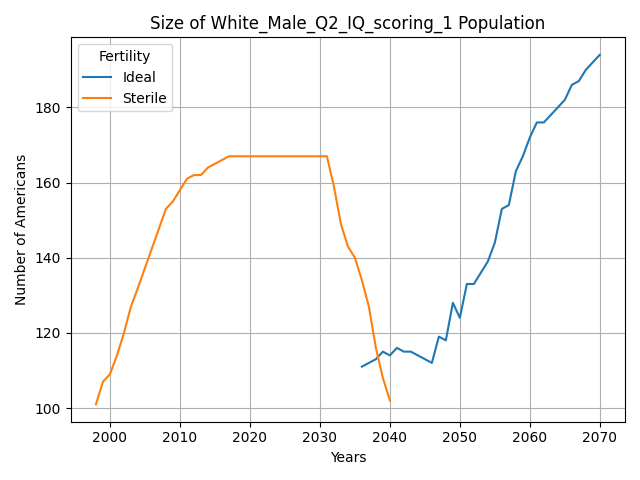 Size of White_Male_Q2_IQ_scoring_1 Population
Fertility
Ideal
Sterile
Number of Americans
180
160
140
120
100
2000 2010 2020 2030 2040 2050 2060 2070
Years